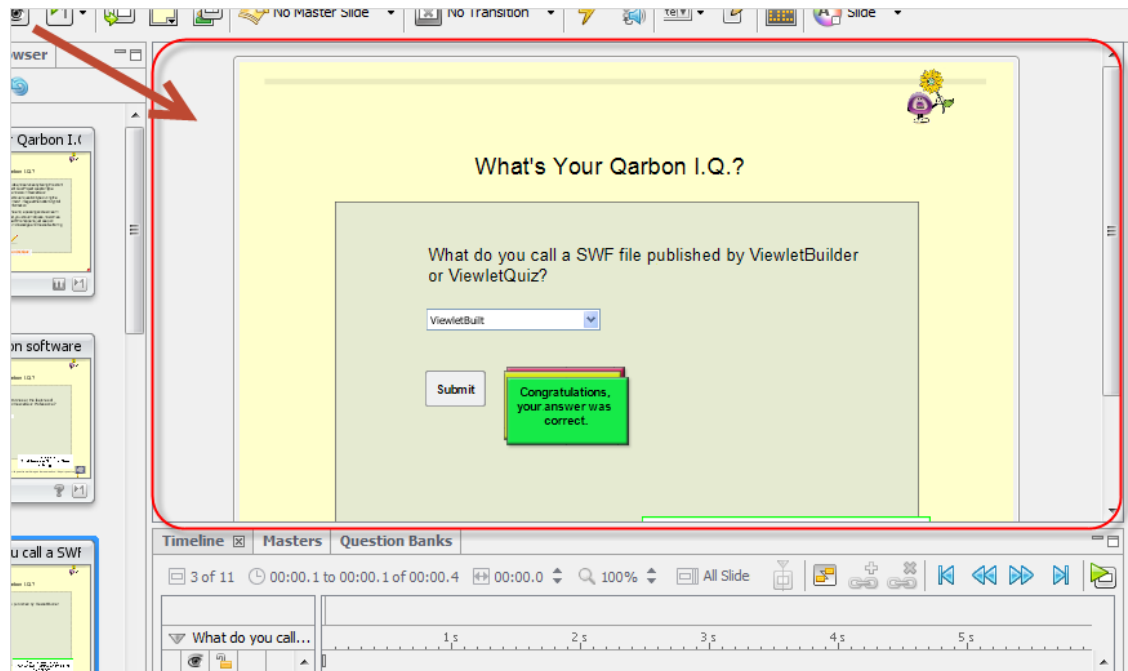 No Master Slide
No Transition
Slide
wser
Qarbon I.(
on software
u call a SWF
What's Your Qarbon I.Q.?
What do you call a SWF file published by ViewletBuilder
or ViewletQuiz?
ViewletBuilt
Submit
Congratulations,
your answer was
correct.
Timeline
Masters
Question Banks
3 of 11
00:00.1 to 00:00.1 of 00:00.4
00:00.0
100%
All Slide
What do you call...
1 s
2 s
3 s
4 s
5 s